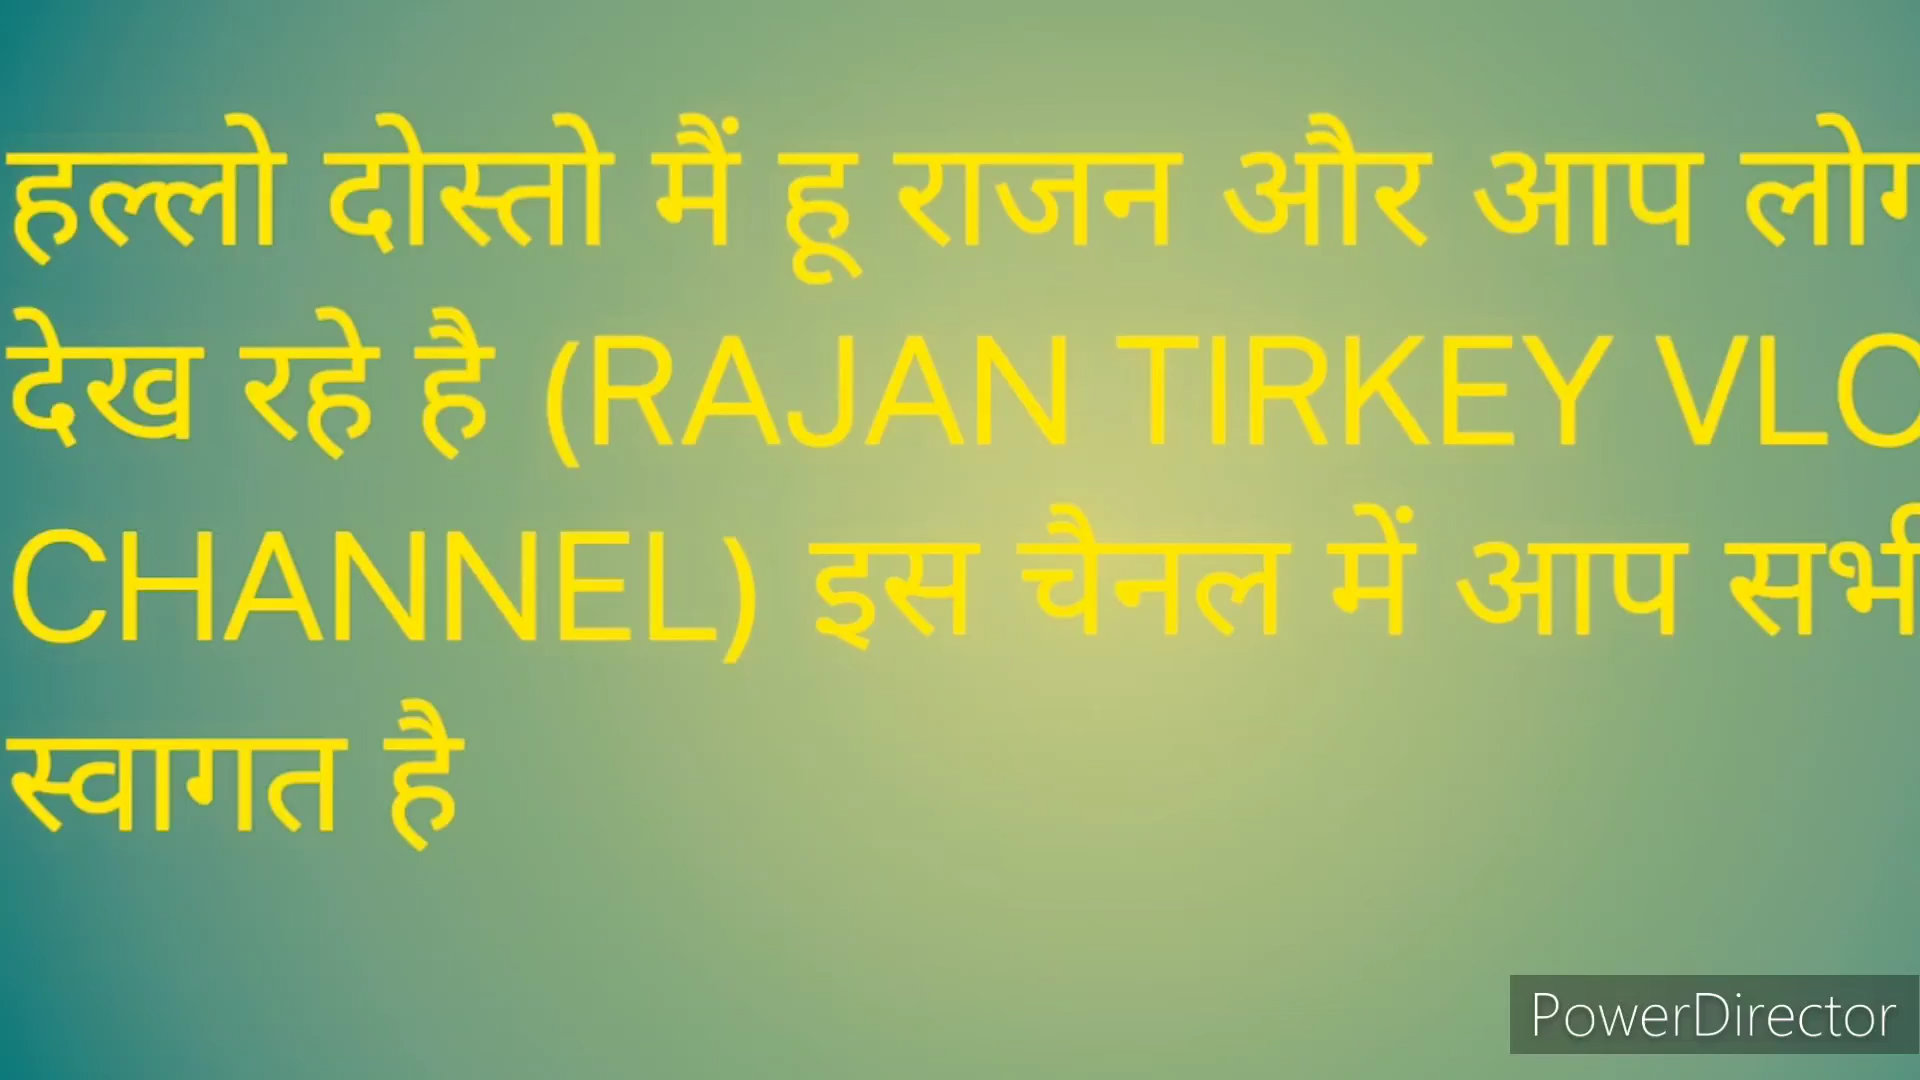 हल्लो दोस्तो मैं हू राजन और आप लोग
देख रहे है (RAJAN TIRKEY VLO
CHANNEL) इस चैनल में आप सभी
स्वागत है
PowerDirector